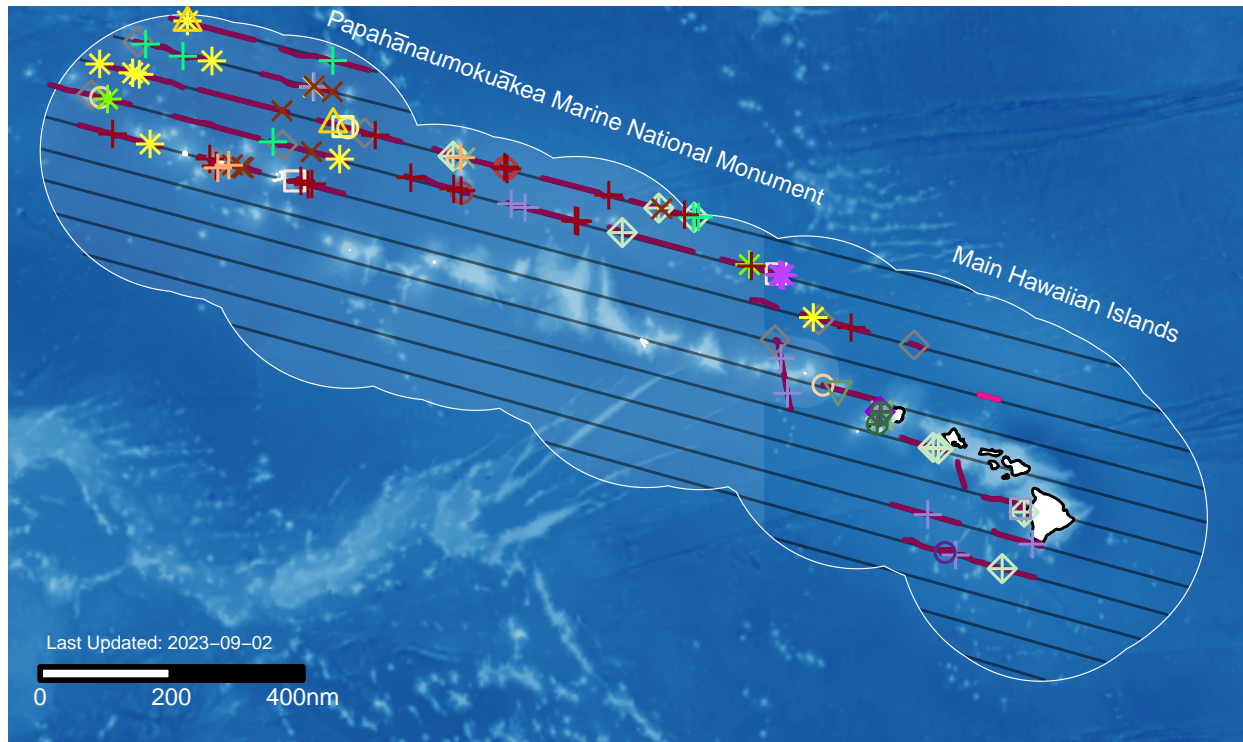 Papahānaumokuākea Marine National Monument
Main Hawaiian Islands
Last Updated: 2023−09−02
0 200 400nm